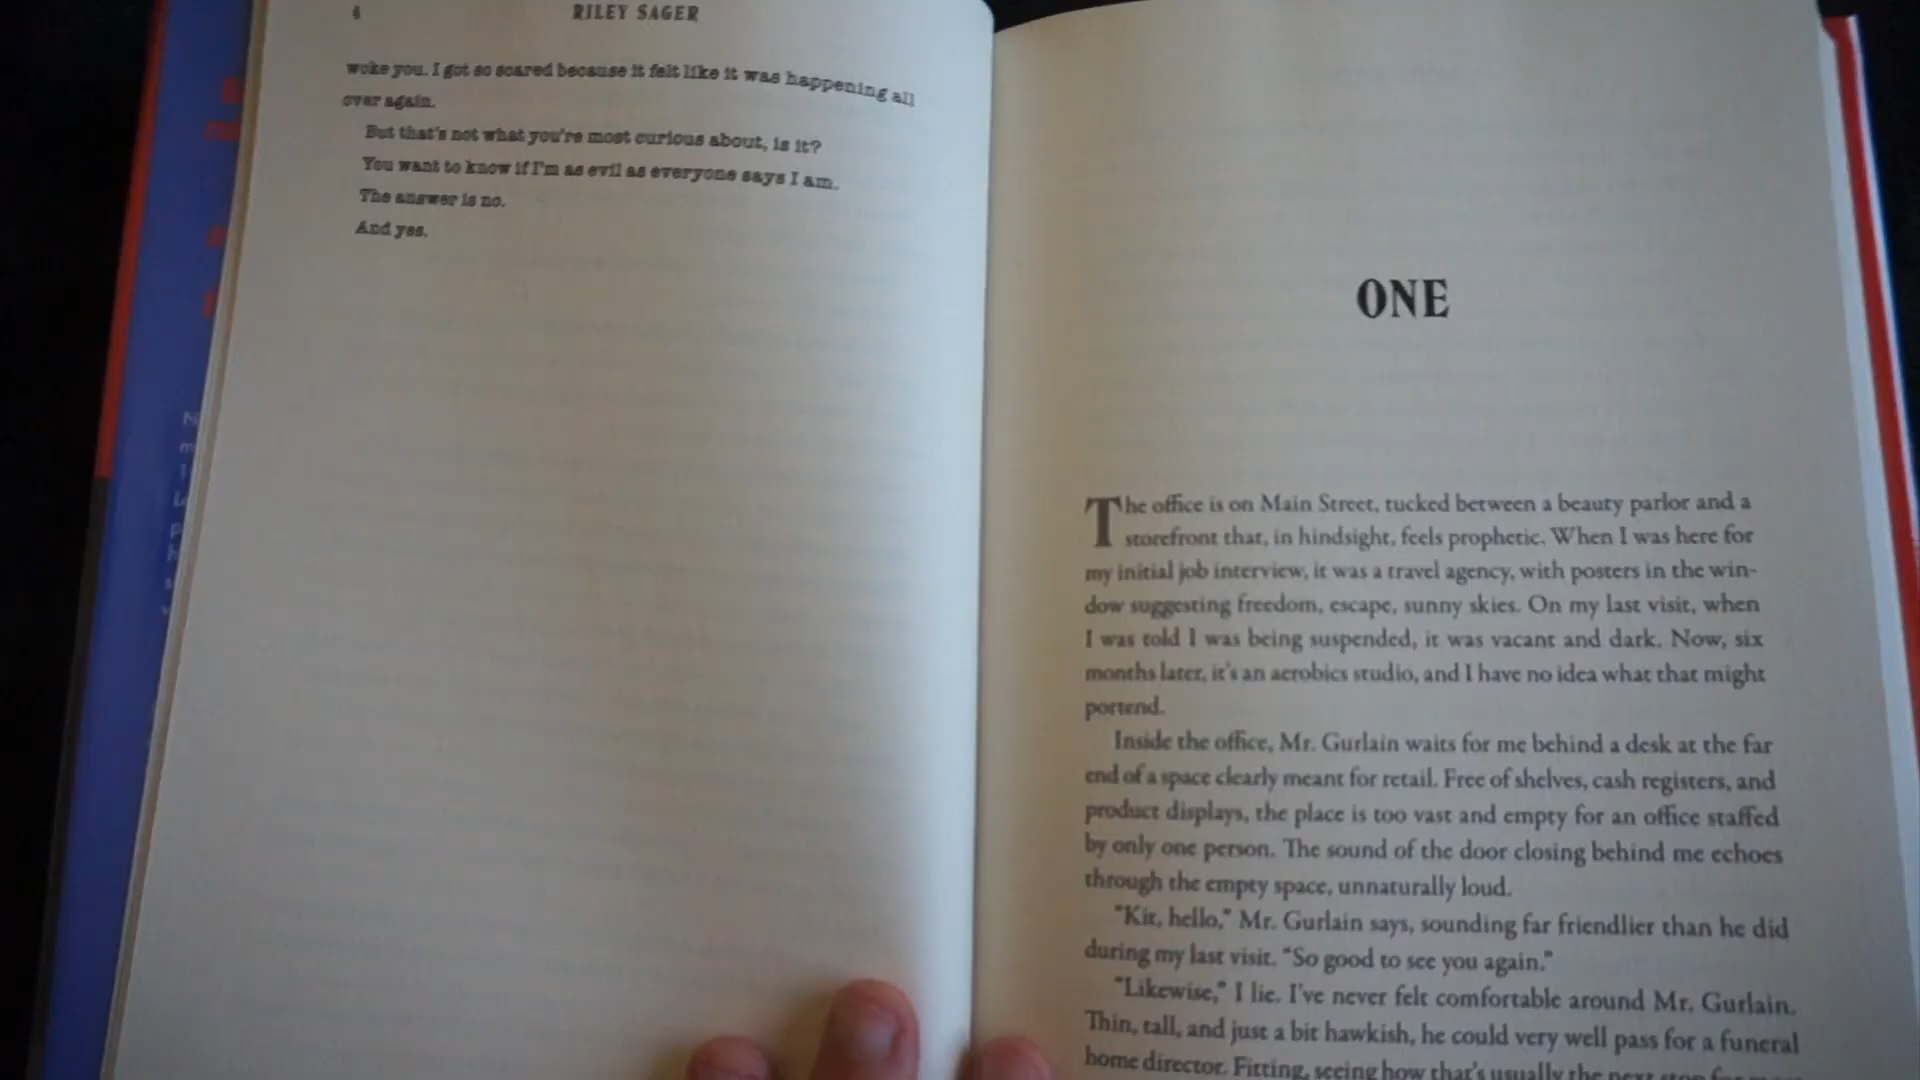 4
RILEY SAGER
woke you. I got so scared because it felt like it was happening all
over again.
But that's not what you're most curious about, is it?
You want to know if I'm as evil as everyone says I am.
The answer is no.
And yes.
ONE
The office is on Main Street, tucked between a beauty parlor and a
storefront that, in hindsight, feels prophetic. When I was here for
my initial job interview, it was a travel agency, with posters in the win-
dow suggesting freedom, escape, sunny skies. On my last visit, when
I was told I was being suspended, it was vacant and dark. Now, six
months later, it's an aerobics studio, and I have no idea what that might
portend.
Inside the office, Mr. Gurlain waits for me behind a desk at the far
end of a space clearly meant for retail. Free of shelves, cash registers, and
product displays, the place is too vast and empty for an office staffed
by only one person. The sound of the door closing behind me echoes
through the empty space, unnaturally loud.
"Kit, hello," Mr. Gurlain says, sounding far friendlier than he did
during my last visit. "So good to see you again."
"Likewise," I lie. I've never felt comfortable around Mr. Gurlain.
Thin, tall, and just a bit hawkish, he could very well pass for a funeral
home director. Fitting, seeing how that's usually the next stop for